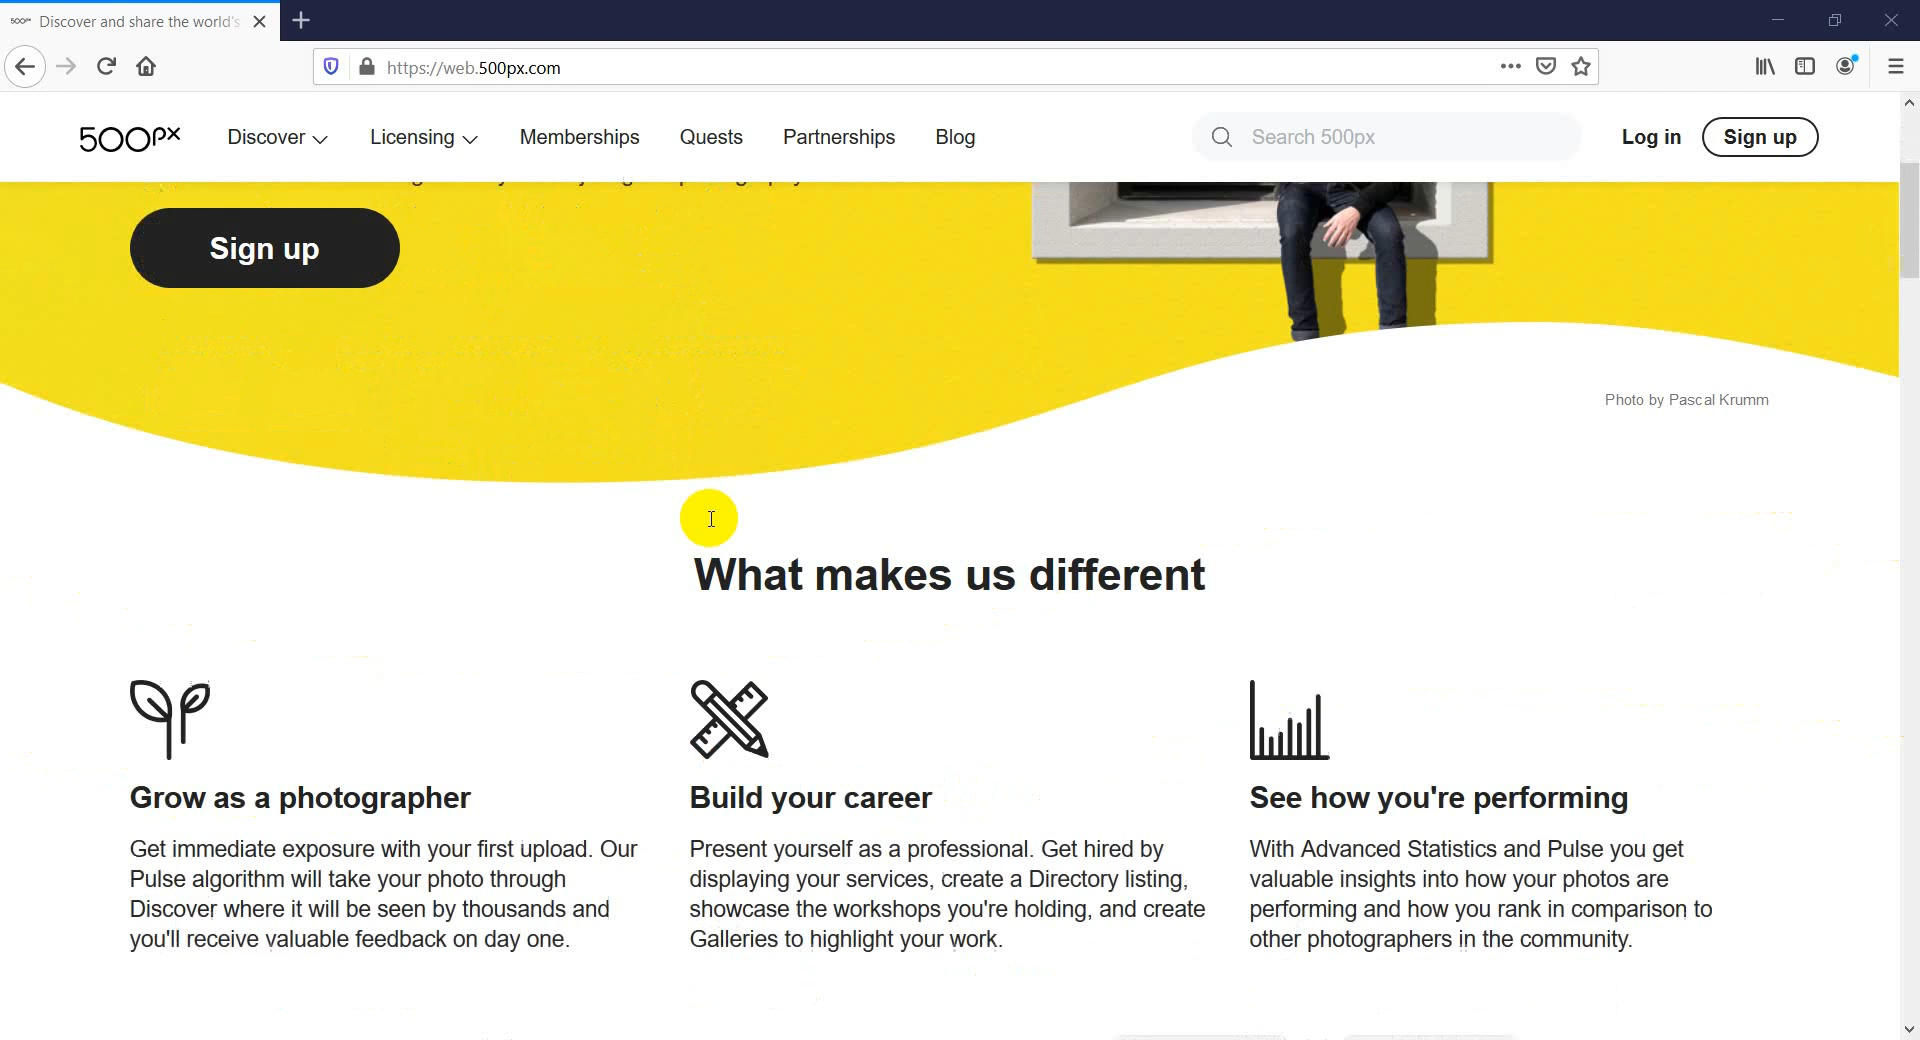 500px Discover and share the world's
https://web.500px.com
500px Discover Licensing Memberships Quests Partnerships Blog Search 500px Log in Sign up
Sign up
Photo by Pascal Krumm
What makes us different
Grow as a photographer
Get immediate exposure with your first upload. Our
Pulse algorithm will take your photo through
Discover where it will be seen by thousands and
you'll receive valuable feedback on day one.
Build your career
Present yourself as a professional. Get hired by
displaying your services, create a Directory listing,
showcase the workshops you're holding, and create
Galleries to highlight your work.
See how you're performing
With Advanced Statistics and Pulse you get
valuable insights into how your photos are
performing and how you rank in comparison to
other photographers in the community.